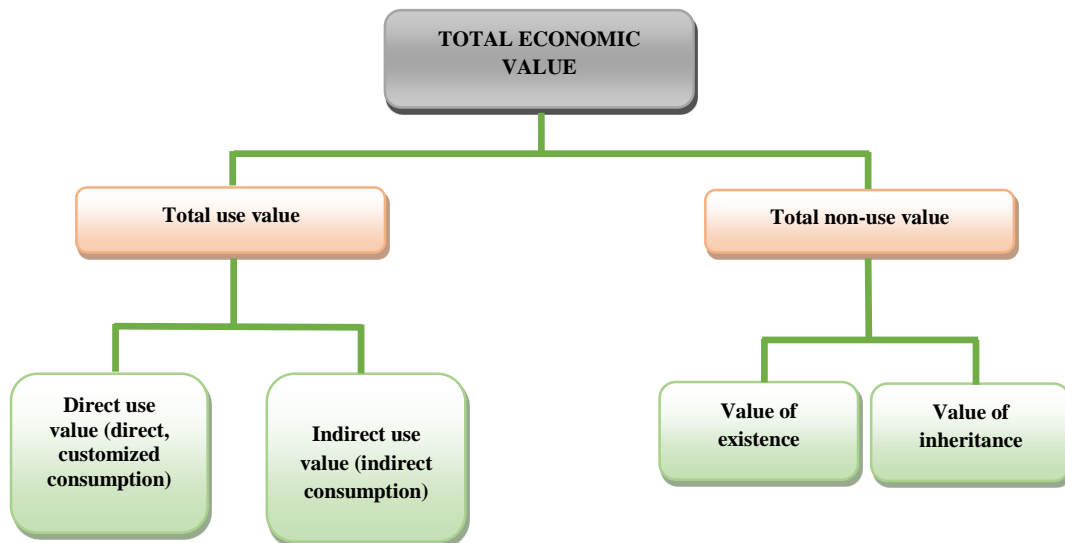 TOTAL ECONOMIC
VALUE
Total use value
Total non-use value
Direct use
value (direct,
customized
consumption)
Indirect use
value (indirect
consumption)
Value of
existence
Value of
inheritance